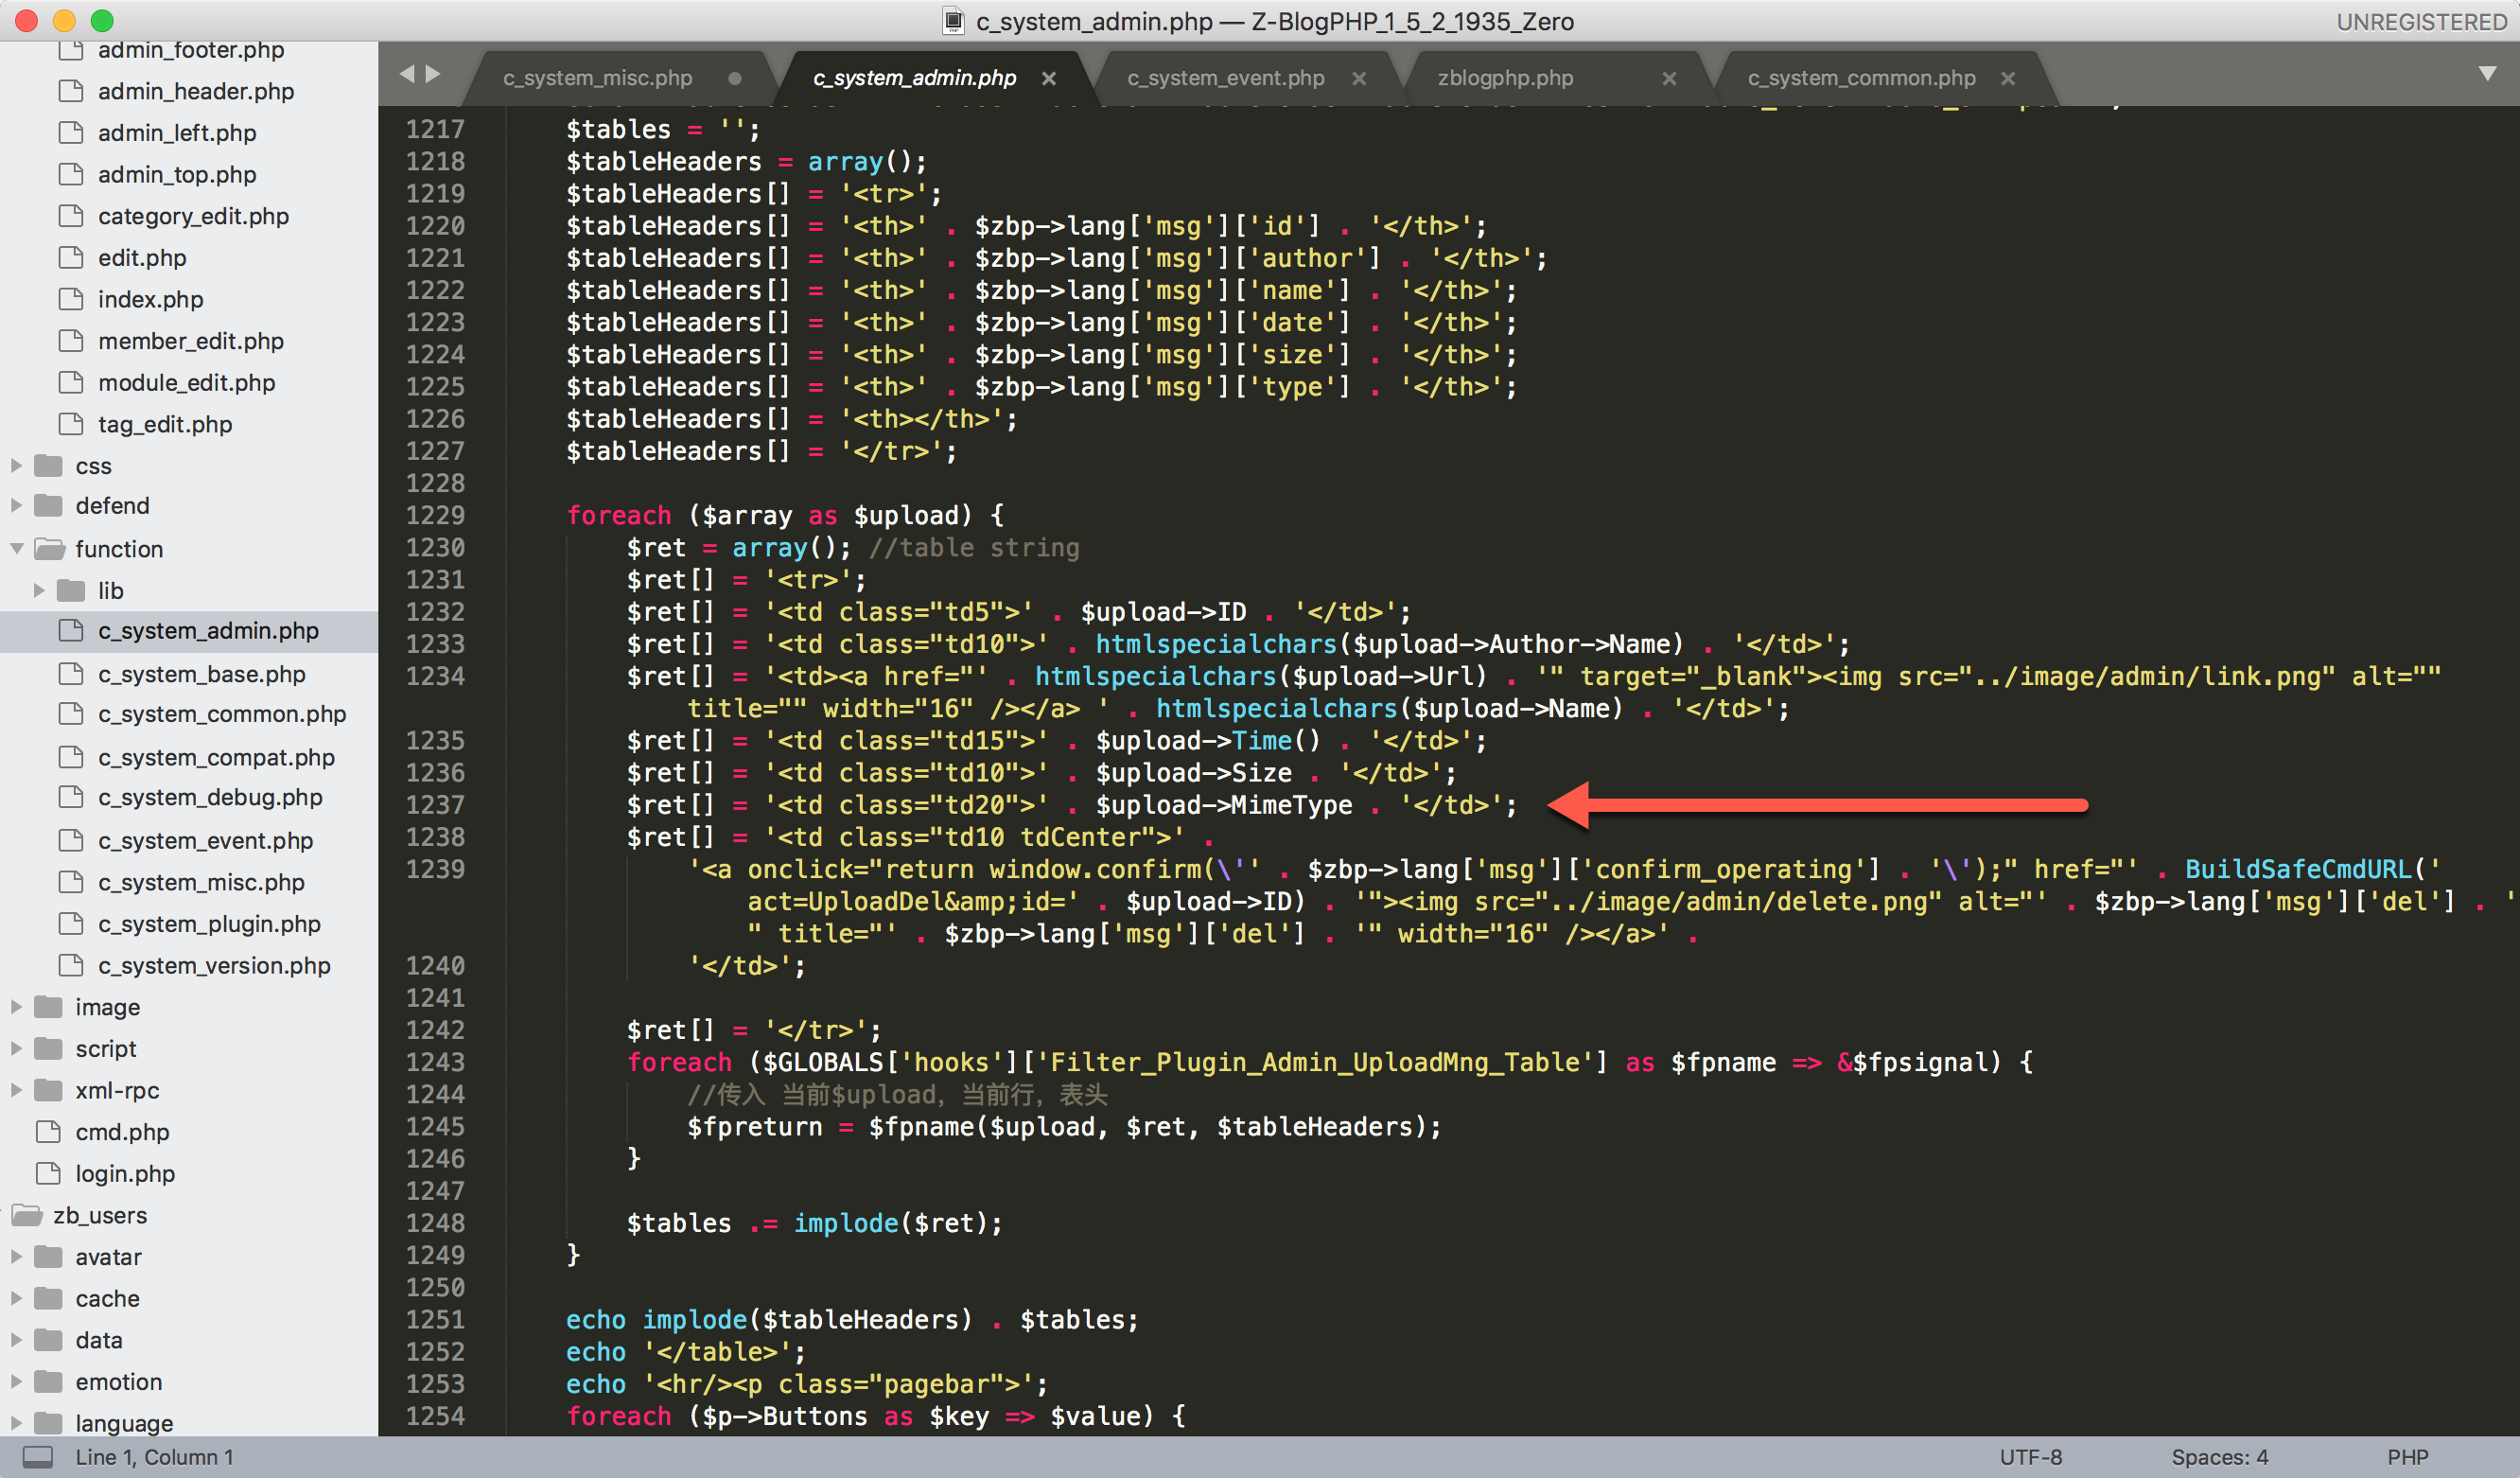 c_system_admin.php — Z-BlogPHP_1_5_2_1935_Zero
UNREGISTERED
admin_footer.php
admin_header.php
admin_left.php
admin_top.php
category_edit.php
edit.php
index.php
member_edit.php
module_edit.php
tag_edit.php
css
defend
function
lib
c_system_admin.php
c_system_base.php
c_system_common.php
c_system_compat.php
c_system_debug.php
c_system_event.php
c_system_misc.php
c_system_plugin.php
c_system_version.php
image
script
xml-rpc
cmd.php
login.php
zb_users
avatar
cache
data
emotion
language
c_system_misc.php
c_system_admin.php
c_system_event.php
zblogphp.php
c_system_common.php
1217 $tables = '';
1218 $tableHeaders = array();
1219 $tableHeaders[] = '<tr>';
1220 $tableHeaders[] = '<th>' . $zbp->lang['msg']['id'] . '</th>';
1221 $tableHeaders[] = '<th>' . $zbp->lang['msg']['author'] . '</th>';
1222 $tableHeaders[] = '<th>' . $zbp->lang['msg']['name'] . '</th>';
1223 $tableHeaders[] = '<th>' . $zbp->lang['msg']['date'] . '</th>';
1224 $tableHeaders[] = '<th>' . $zbp->lang['msg']['size'] . '</th>';
1225 $tableHeaders[] = '<th>' . $zbp->lang['msg']['type'] . '</th>';
1226 $tableHeaders[] = '<th></th>';
1227 $tableHeaders[] = '</tr>';
1228
1229 foreach ($array as $upload) {
1230 $ret = array(); //table string
1231 $ret[] = '<tr>';
1232 $ret[] = '<td class="td5">' . $upload->ID . '</td>';
1233 $ret[] = '<td class="td10">' . htmlspecialchars($upload->Author->Name) . '</td>';
1234 $ret[] = '<td><a href="' . htmlspecialchars($upload->Url) . '" target="_blank"><img src="../image/admin/link.png" alt=""
title="" width="16" /></a> ' . htmlspecialchars($upload->Name) . '</td>';
1235 $ret[] = '<td class="td15">' . $upload->Time() . '</td>';
1236 $ret[] = '<td class="td10">' . $upload->Size . '</td>';
1237 $ret[] = '<td class="td20">' . $upload->MimeType . '</td>';
1238 $ret[] = '<td class="td10 tdCenter">' .
1239 '<a onclick="return window.confirm(\'' . $zbp->lang['msg']['confirm_operating'] . '\');" href="' . BuildSafeCmdURL('
act=UploadDel&amp;id=' . $upload->ID) . '"><img src="../image/admin/delete.png" alt="' . $zbp->lang['msg']['del'] . '
" title="' . $zbp->lang['msg']['del'] . '" width="16" /></a>' .
1240 '</td>';
1241
1242 $ret[] = '</tr>';
1243 foreach ($GLOBALS['hooks']['Filter_Plugin_Admin_UploadMng_Table'] as $fpname => &$fpsignal) {
1244 //传入 当前$upload，当前行，表头
1245 $fpreturn = $fpname($upload, $ret, $tableHeaders);
1246 }
1247
1248 $tables .= implode($ret);
1249 }
1250
1251 echo implode($tableHeaders) . $tables;
1252 echo '</table>';
1253 echo '<hr/><p class="pagebar">';
1254 foreach ($p->Buttons as $key => $value) {
Line 1, Column 1
UTF-8
Spaces: 4
PHP